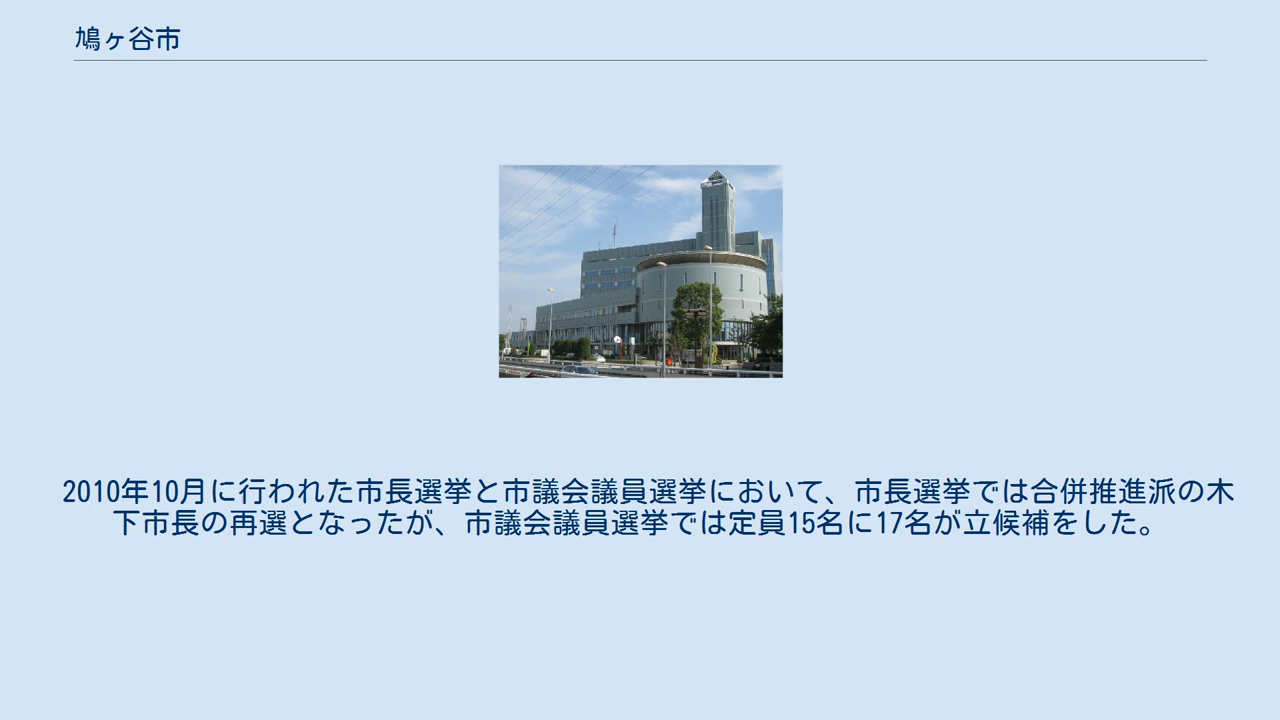 鳩ヶ谷市
2010年10月に行われた市長選挙と市議会議員選挙において、市長選挙では合併推進派の木
下市長の再選となったが、市議会議員選挙では定員15名に17名が立候補をした。